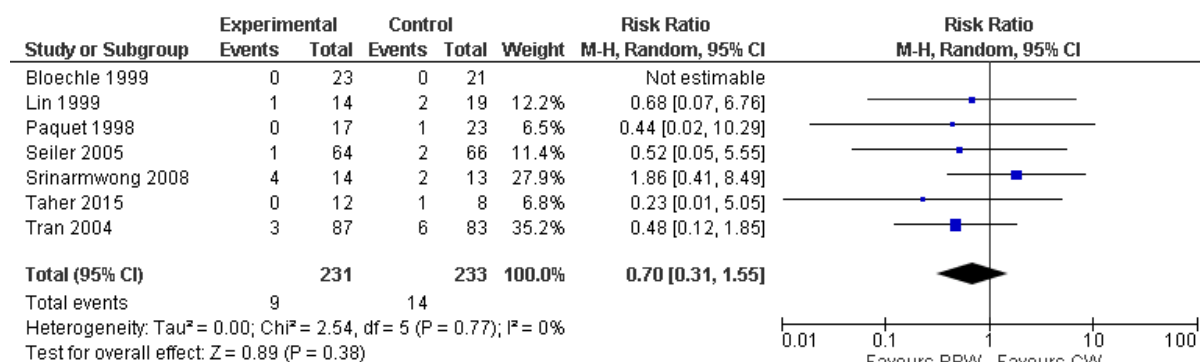 Experimental Control Risk Ratio Risk Ratio
Study or Subgroup Events Total Events Total Weight M-H, Random, 95% CI M-H, Random, 95% CI
Bloechle 1999 0 23 0 21 Not estimable
Lin 1999 1 14 2 19 12.2% 0.68 [0.07, 6.76]
Paquet 1998 0 17 1 23 6.5% 0.44 [0.02, 10.29]
Seiler 2005 1 64 2 66 11.4% 0.52 [0.05, 5.55]
Srinarmwong 2008 4 14 2 13 27.9% 1.86 [0.41, 8.49]
Taher 2015 0 12 1 8 6.8% 0.23 [0.01, 5.05]
Tran 2004 3 87 6 83 35.2% 0.48 [0.12, 1.85]
Total (95% CI) 231 233 100.0% 0.70 [0.31, 1.55]
Total events 9 14
Heterogeneity: Tau² = 0.00; Chi² = 2.54, df = 5 (P = 0.77); I² = 0%
Test for overall effect: Z = 0.89 (P = 0.38)
0.01 0.1 1 10 100
Favours Favours